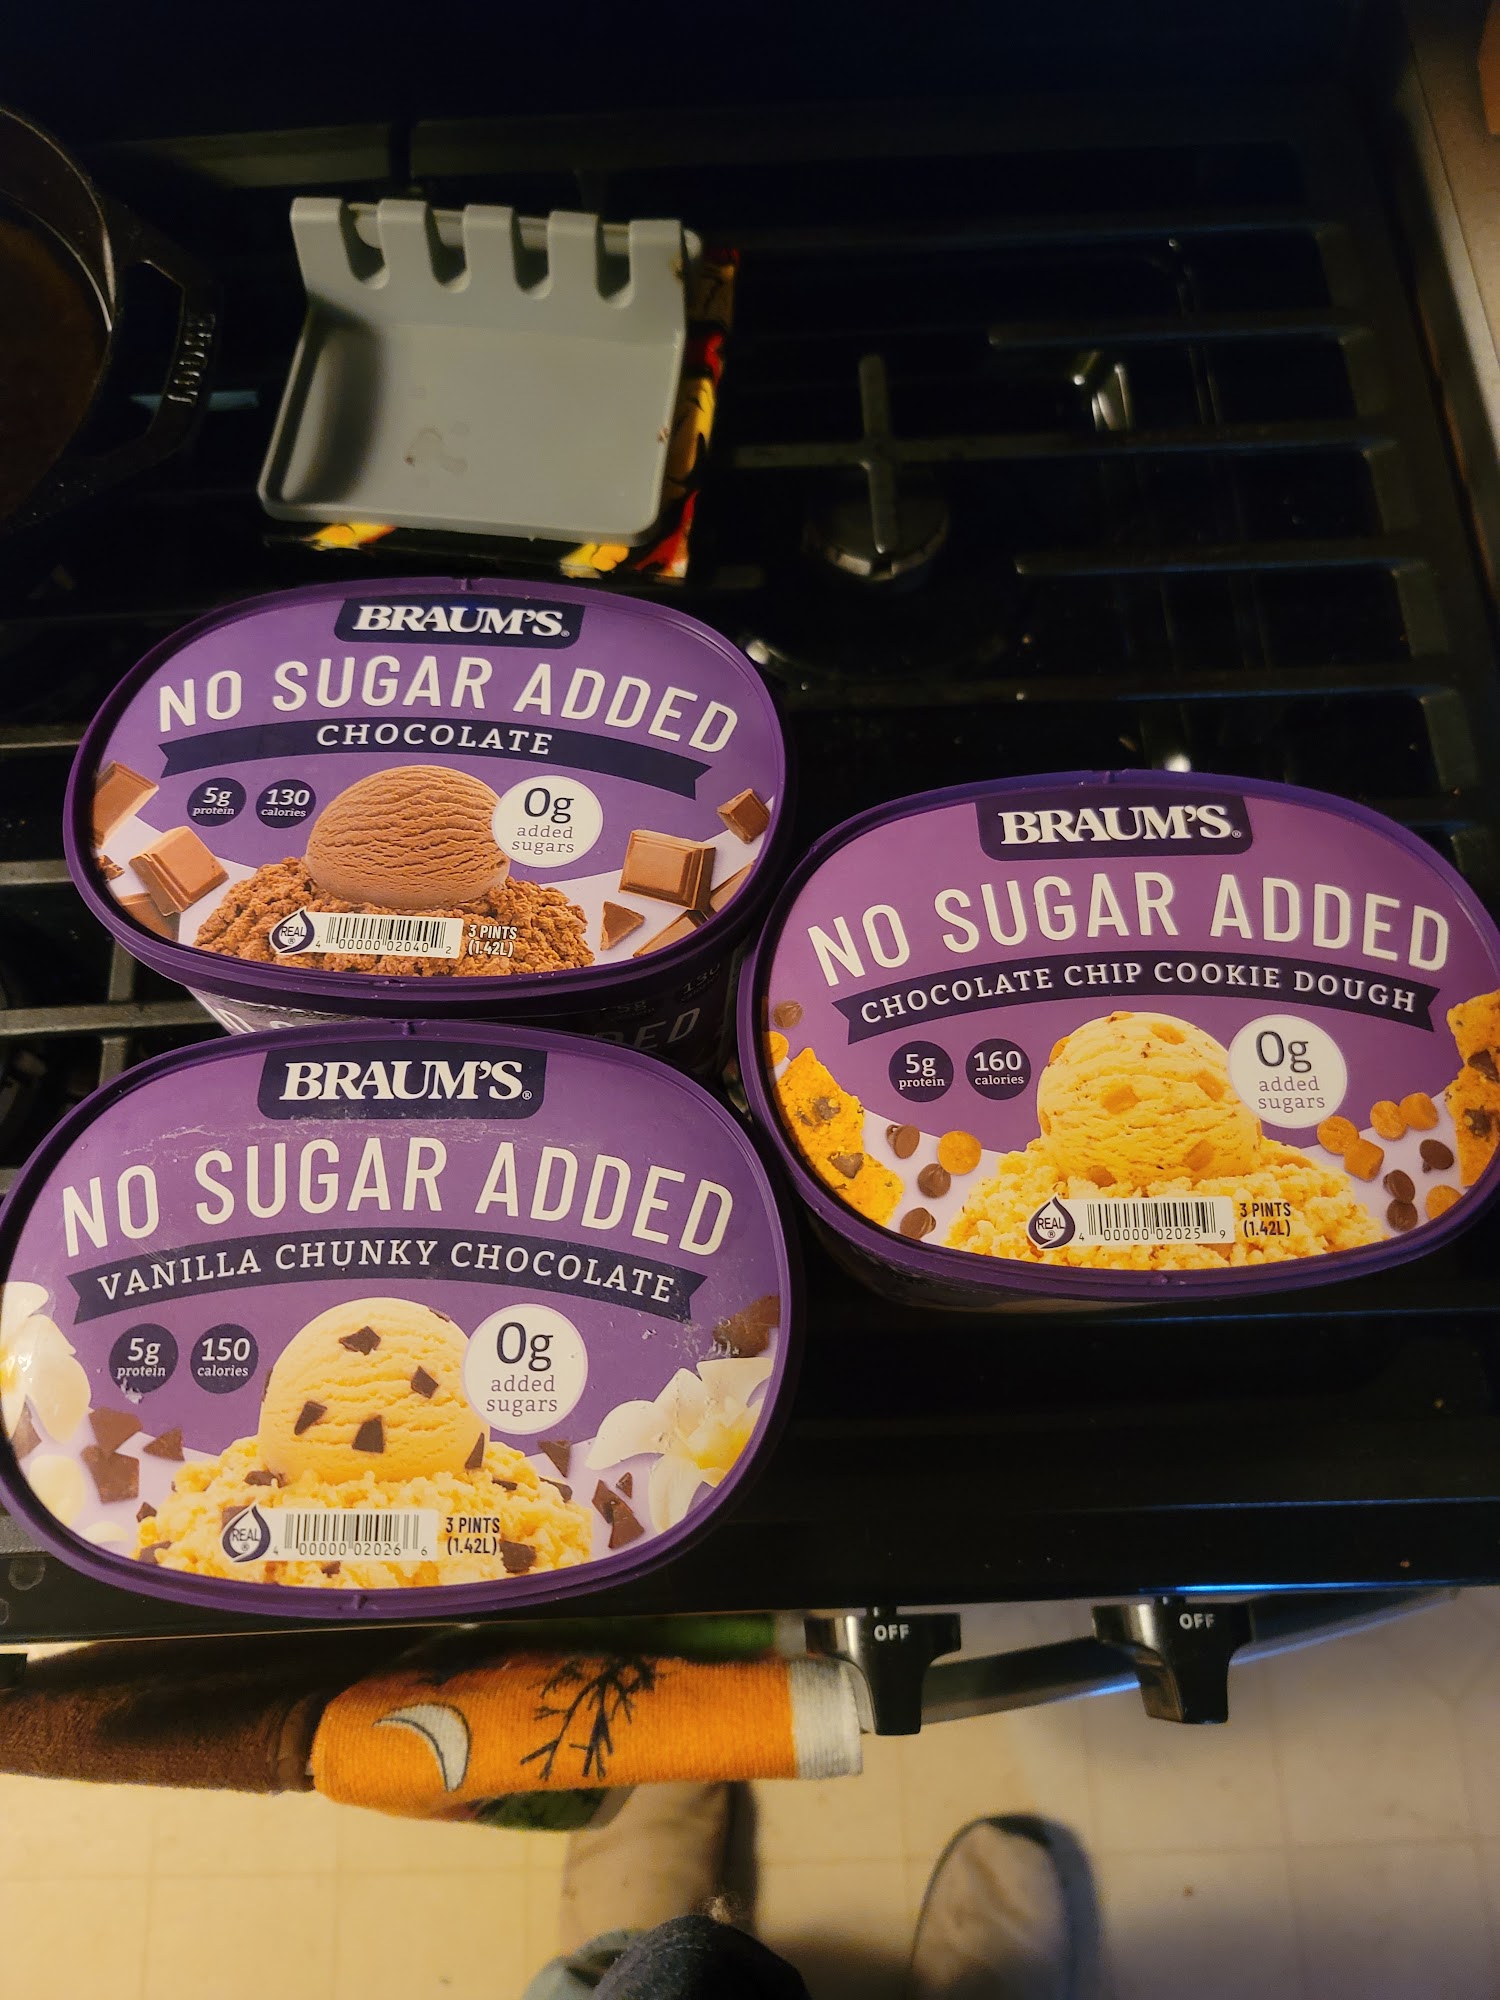 LODGE
BRAUM'S®
NO SUGAR ADDED
CHOCOLATE
5g
protein
130
calories
0g
added
sugars
REAL
®
4 00000 02040 2
3 PINTS
(1.42L)
BRAUM'S®
NO SUGAR ADDED
CHOCOLATE CHIP COOKIE DOUGH
5g
protein
160
calories
0g
added
sugars
REAL
®
4 00000 02025 9
3 PINTS
(1.42L)
BRAUM'S®
NO SUGAR ADDED
VANILLA CHUNKY CHOCOLATE
5g
protein
150
calories
0g
added
sugars
REAL
®
4 00000 02026 6
3 PINTS
(1.42L)
OFF
OFF